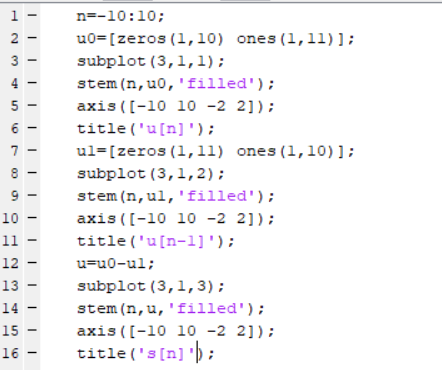 1 – n=-10:10;
2 – u0=[zeros(1,10) ones(1,11)];
3 – subplot(3,1,1);
4 – stem(n,u0,'filled');
5 – axis([-10 10 -2 2]);
6 – title('u[n]');
7 – u1=[zeros(1,11) ones(1,10)];
8 – subplot(3,1,2);
9 – stem(n,u1,'filled');
10 – axis([-10 10 -2 2]);
11 – title('u[n-1]');
12 – u=u0-u1;
13 – subplot(3,1,3);
14 – stem(n,u,'filled');
15 – axis([-10 10 -2 2]);
16 – title('s[n]');